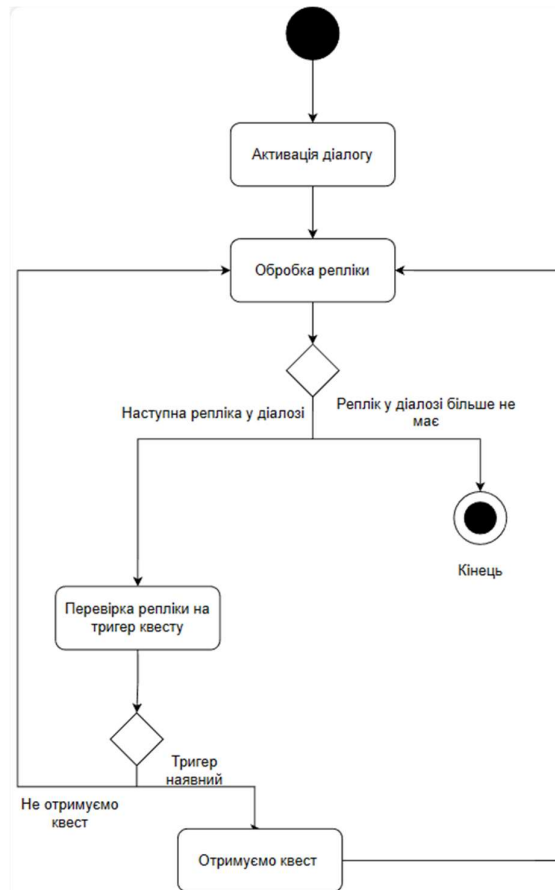 Активація діалогу
Обробка репліки
Наступна репліка у діалозі
Реплік у діалозі більше не
має
Кінець
Перевірка репліки на
тригер квесту
Тригер
наявний
Не отримуємо
квест
Отримуємо квест